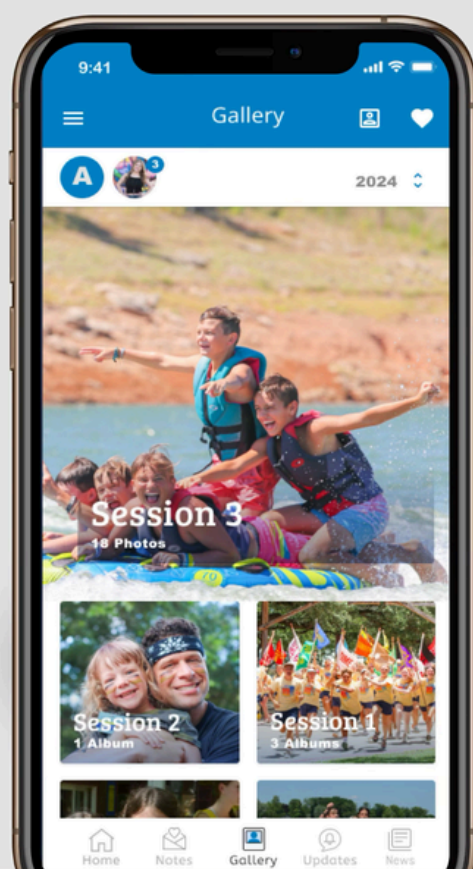 9:41
Gallery
A
3
2024
Session 3
18 Photos
Session 2
1 Album
Session 1
3 Albums
Home
Notes
Gallery
Updates
News